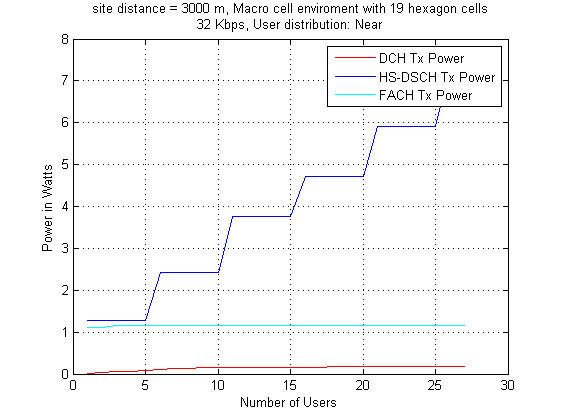 site distance = 3000 m, Macro cell enviroment with 19 hexagon cells
32 Kbps, User distribution: Near
DCH Tx Power
HS-DSCH Tx Power
FACH Tx Power
Power in Watts
8
7
6
5
4
3
2
1
0
0 5 10 15 20 25 30
Number of Users